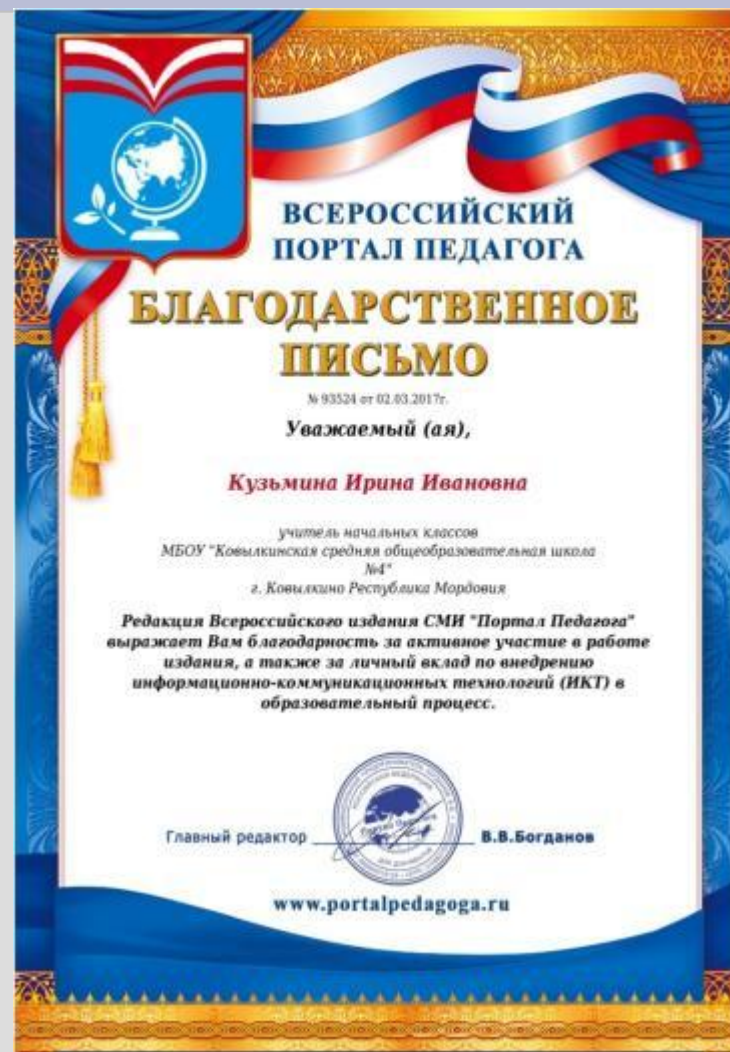 ВСЕРОССИЙСКИЙ
ПОРТАЛ ПЕДАГОГА
БЛАГОДАРСТВЕННОЕ
ПИСЬМО
№ 93524 от 02.03.2017г.
Уважаемый (ая),
Кузьмина Ирина Ивановна
учитель начальных классов
МБОУ "Ковылкинская средняя общеобразовательная школа
№4"
г. Ковылкино Республика Мордовия
Редакция Всероссийского издания СМИ "Портал Педагога"
выражает Вам благодарность за активное участие в работе
издания, а также за личный вклад по внедрению
информационно-коммуникационных технологий (ИКТ) в
образовательный процесс.
Главный редактор
В.В.Богданов
www.portalpedagoga.ru